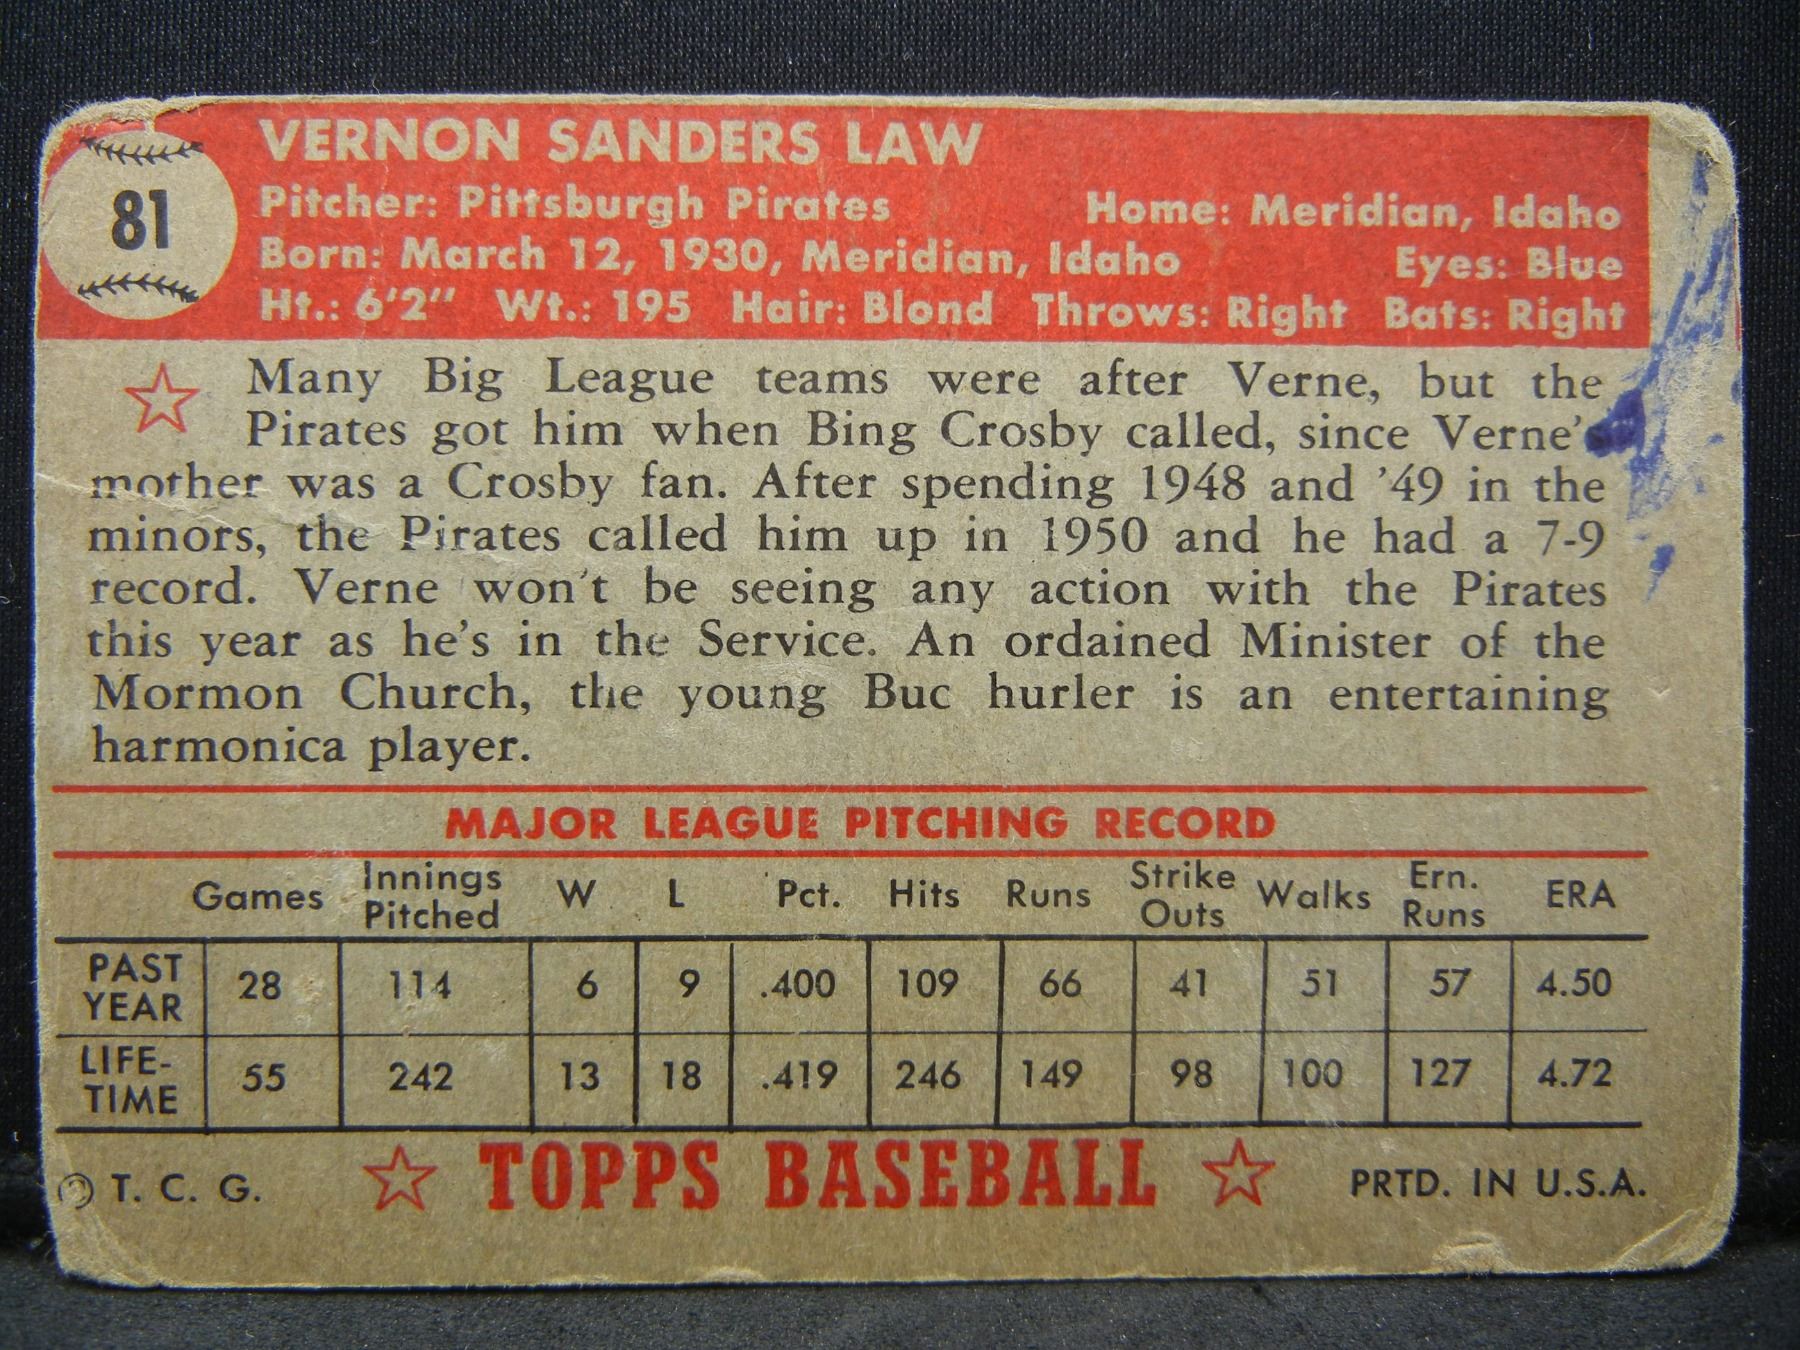 81
VERNON SANDERS LAW
Pitcher: Pittsburgh Pirates Home: Meridian, Idaho
Born: March 12, 1930, Meridian, Idaho Eyes: Blue
Ht.: 6'2" Wt.: 195 Hair: Blond Throws: Right Bats: Right
Many Big League teams were after Verne, but the
Pirates got him when Bing Crosby called, since Verne's
mother was a Crosby fan. After spending 1948 and '49 in the
minors, the Pirates called him up in 1950 and he had a 7-9
record. Verne won't be seeing any action with the Pirates
this year as he's in the Service. An ordained Minister of the
Mormon Church, the young Buc hurler is an entertaining
harmonica player.
MAJOR LEAGUE PITCHING RECORD
Games Innings Pitched W L Pct. Hits Runs Strike Outs Walks Ern. Runs ERA
PAST YEAR 28 114 6 9 .400 109 66 41 51 57 4.50
LIFE-TIME 55 242 13 18 .419 246 149 98 100 127 4.72
© T. C. G. TOPPS BASEBALL PRTD. IN U.S.A.